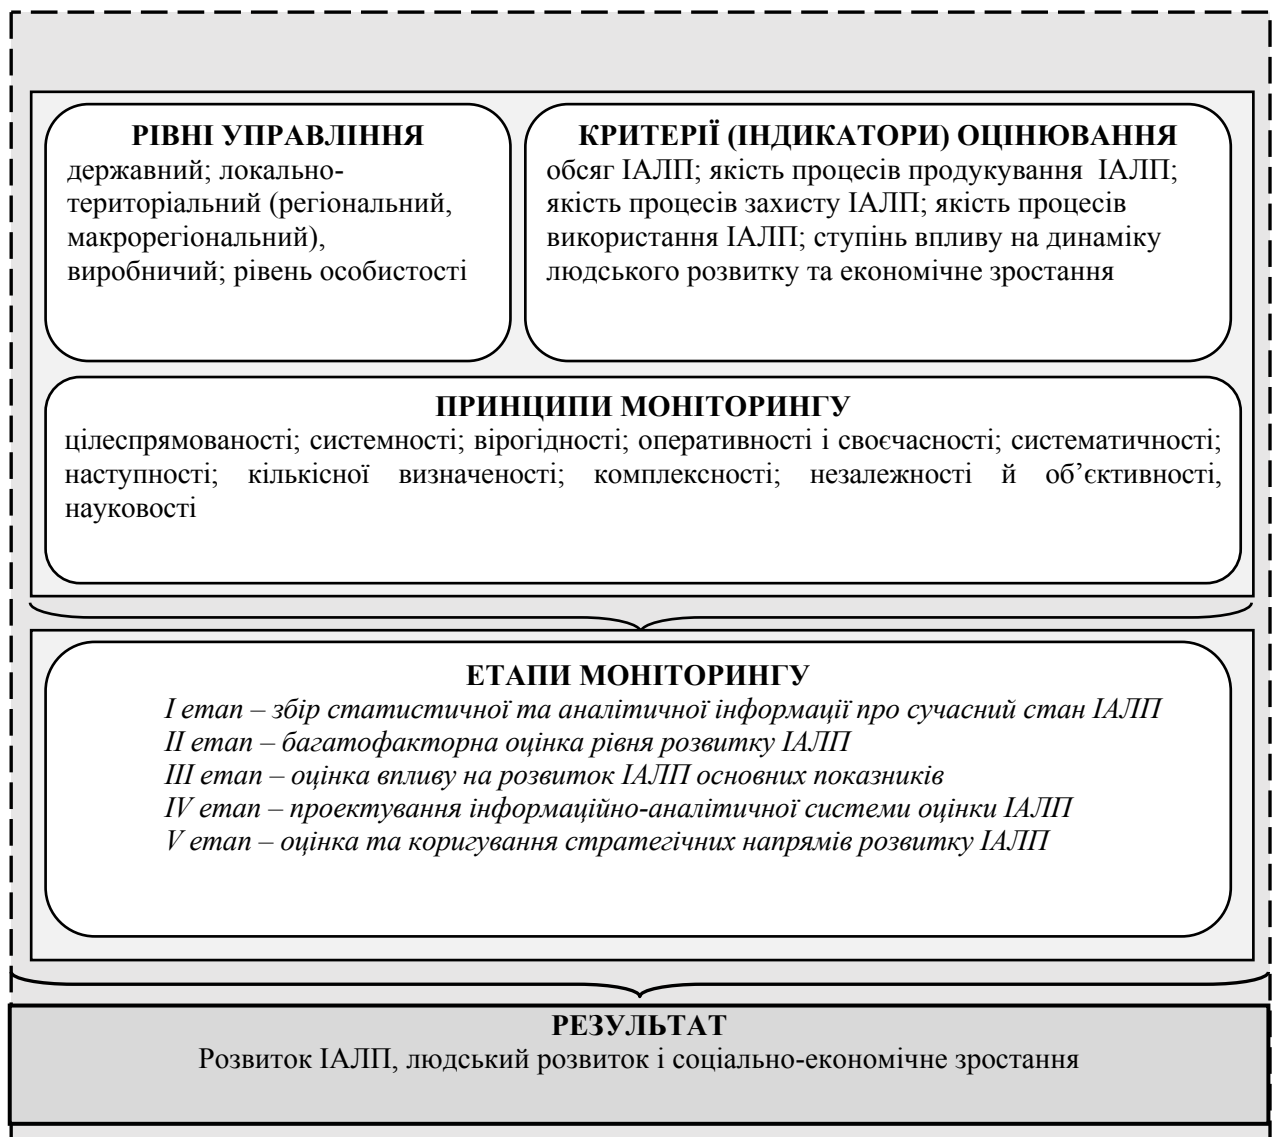 РІВНІ УПРАВЛІННЯ
державний; локально-
територіальний (регіональний,
макрорегіональний),
виробничий; рівень особистості
КРИТЕРІЇ (ІНДИКАТОРИ) ОЦІНЮВАННЯ
обсяг ІАЛП; якість процесів продукування ІАЛП;
якість процесів захисту ІАЛП; якість процесів
використання ІАЛП; ступінь впливу на динаміку
людського розвитку та економічне зростання
ПРИНЦИПИ МОНІТОРИНГУ
цілеспрямованості; системності; вірогідності; оперативності і своєчасності; систематичності;
наступності; кількісної визначеності; комплексності; незалежності й об’єктивності,
науковості
ЕТАПИ МОНІТОРИНГУ
І етап – збір статистичної та аналітичної інформації про сучасний стан ІАЛП
ІІ етап – багатофакторна оцінка рівня розвитку ІАЛП
ІІІ етап – оцінка впливу на розвиток ІАЛП основних показників
IV етап – проектування інформаційно-аналітичної системи оцінки ІАЛП
V етап – оцінка та коригування стратегічних напрямів розвитку ІАЛП
РЕЗУЛЬТАТ
Розвиток ІАЛП, людський розвиток і соціально-економічне зростання